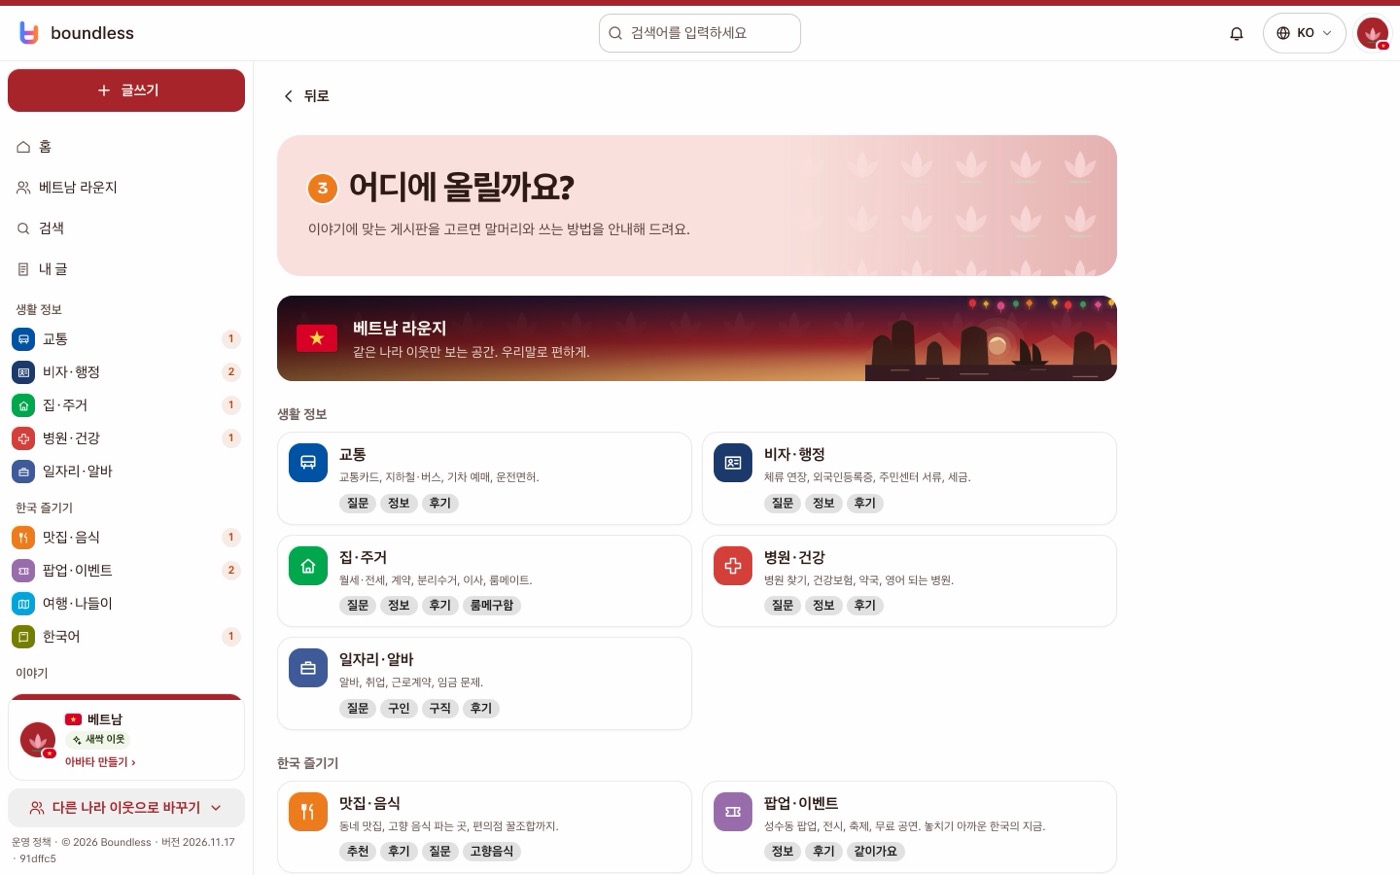 boundless
검색어를 입력하세요
KO
글쓰기
홈
베트남 라운지
검색
내 글
생활 정보
교통 1
비자·행정 2
집·주거 1
병원·건강 1
일자리·알바
한국 즐기기
맛집·음식 1
팝업·이벤트 2
여행·나들이
한국어 1
이야기
베트남
새싹 이웃
아바타 만들기 ›
다른 나라 이웃으로 바꾸기
운영 정책 · © 2026 Boundless · 버전 2026.11.17
· 91dffc5
뒤로
3 어디에 올릴까요?
이야기에 맞는 게시판을 고르면 말머리와 쓰는 방법을 안내해 드려요.
베트남 라운지
같은 나라 이웃만 보는 공간. 우리말로 편하게.
생활 정보
교통
교통카드, 지하철·버스, 기차 예매, 운전면허.
질문 정보 후기
비자·행정
체류 연장, 외국인등록증, 주민센터 서류, 세금.
질문 정보 후기
집·주거
월세·전세, 계약, 분리수거, 이사, 룸메이트.
질문 정보 후기 룸메구함
병원·건강
병원 찾기, 건강보험, 약국, 영어 되는 병원.
질문 정보 후기
일자리·알바
알바, 취업, 근로계약, 임금 문제.
질문 구인 구직 후기
한국 즐기기
맛집·음식
동네 맛집, 고향 음식 파는 곳, 편의점 꿀조합까지.
추천 후기 질문 고향음식
팝업·이벤트
성수동 팝업, 전시, 축제, 무료 공연. 놓치기 아까운 한국의 지금.
정보 후기 같이가요